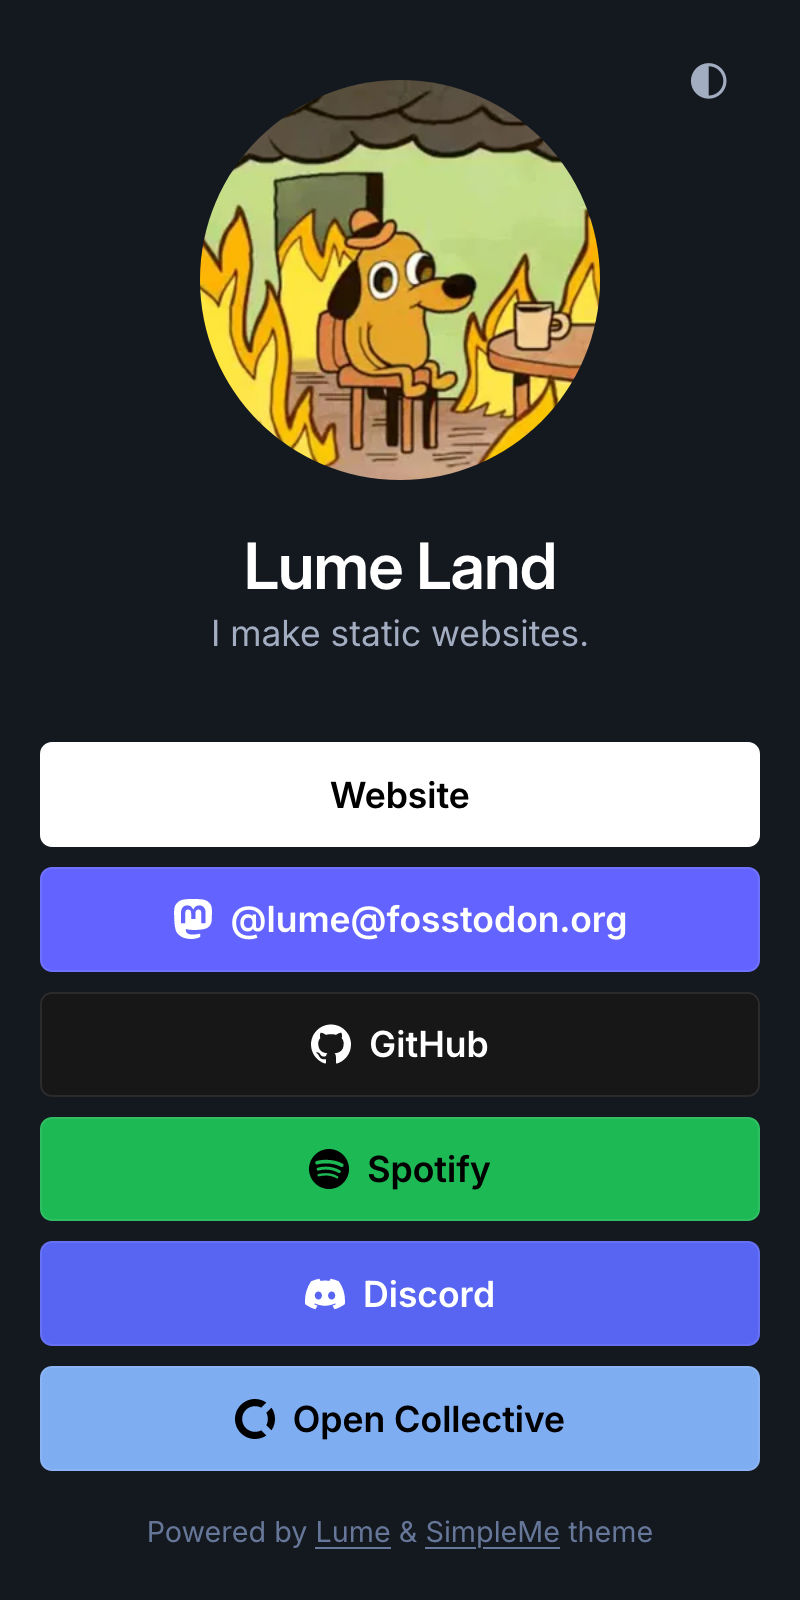 Lume Land
I make static websites.
Website
@lume@fosstodon.org
GitHub
Spotify
Discord
Open Collective
Powered by Lume & SimpleMe theme